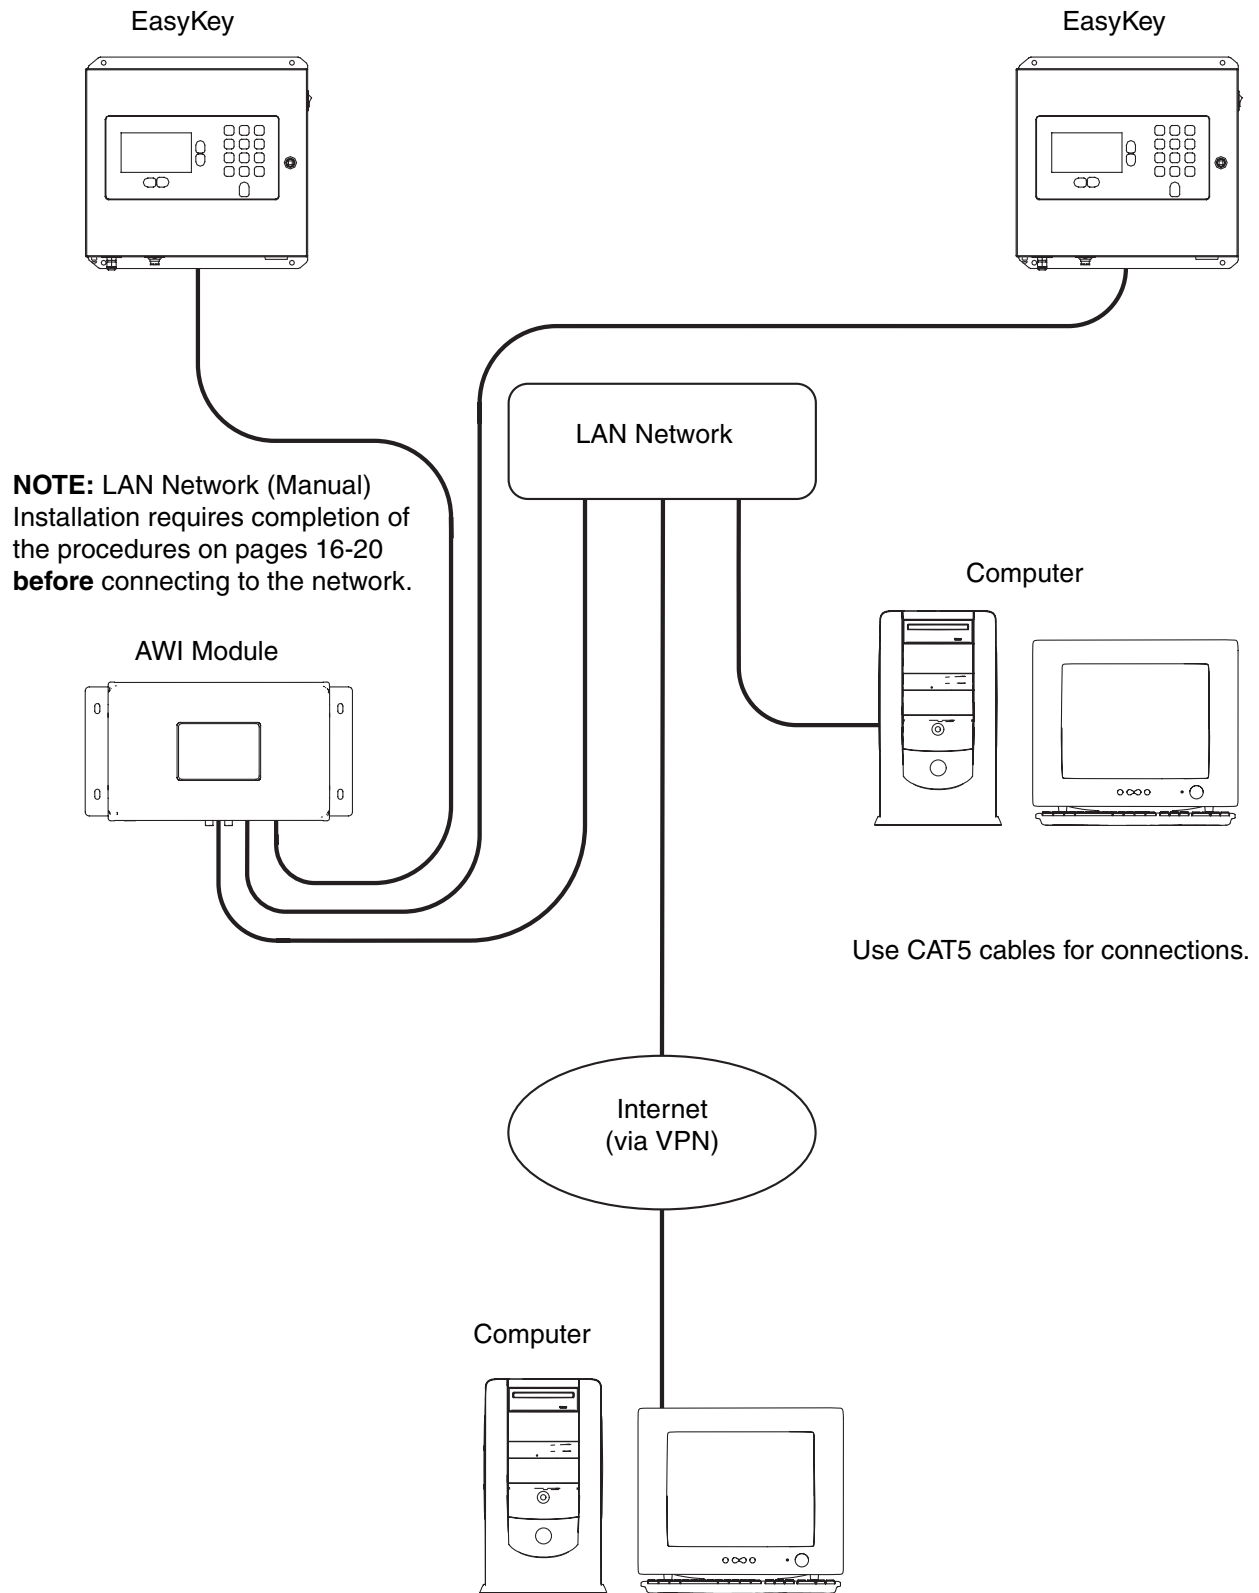 EasyKey
EasyKey
LAN Network
NOTE: LAN Network (Manual)
Installation requires completion of
the procedures on pages 16-20
before connecting to the network.
Computer
AWI Module
Use CAT5 cables for connections.
Internet
(via VPN)
Computer